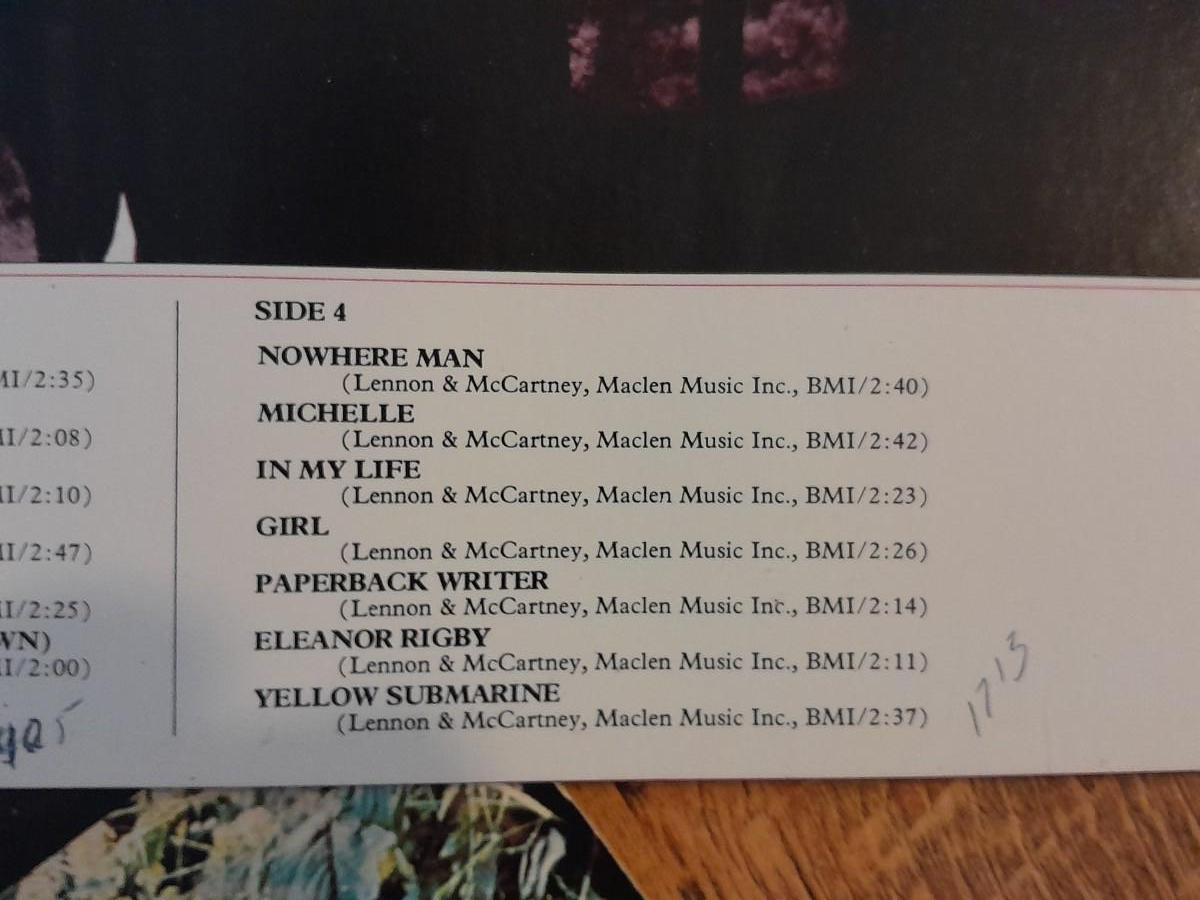 MI/2:35)
II/2:08)
II/2:10)
II/2:47)
II/2:25)
WN)
II/2:00)
SIDE 4
NOWHERE MAN
(Lennon & McCartney, Maclen Music Inc., BMI/2:40)
MICHELLE
(Lennon & McCartney, Maclen Music Inc., BMI/2:42)
IN MY LIFE
(Lennon & McCartney, Maclen Music Inc., BMI/2:23)
GIRL
(Lennon & McCartney, Maclen Music Inc., BMI/2:26)
PAPERBACK WRITER
(Lennon & McCartney, Maclen Music Inc., BMI/2:14)
ELEANOR RIGBY
(Lennon & McCartney, Maclen Music Inc., BMI/2:11)
YELLOW SUBMARINE
(Lennon & McCartney, Maclen Music Inc., BMI/2:37)
17 13